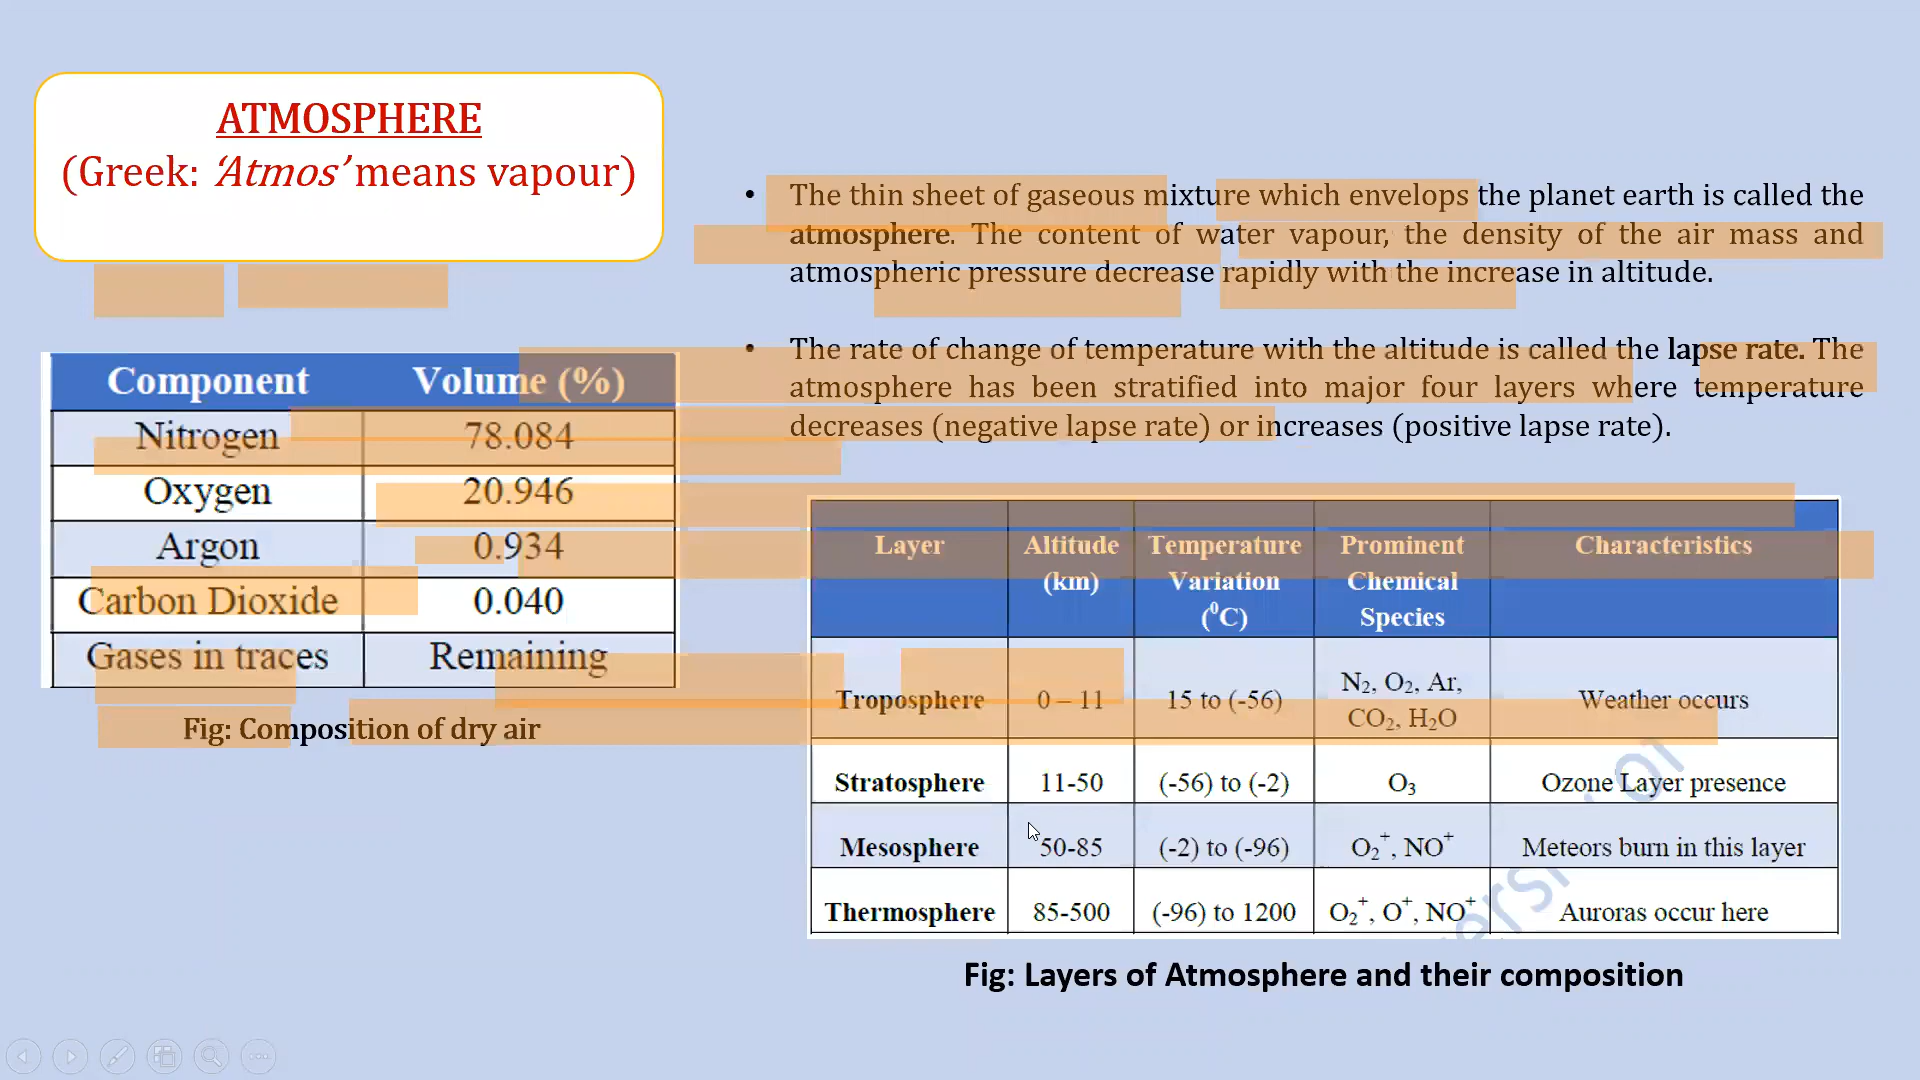 ATMOSPHERE
(Greek: ‘Atmos’ means vapour)
• The thin sheet of gaseous mixture which envelops the planet earth is called the
atmosphere. The content of water vapour, the density of the air mass and
atmospheric pressure decrease rapidly with the increase in altitude.
• The rate of change of temperature with the altitude is called the lapse rate. The
atmosphere has been stratified into major four layers where temperature
decreases (negative lapse rate) or increases (positive lapse rate).
Component Volume (%)
Nitrogen 78.084
Oxygen 20.946
Argon 0.934
Carbon Dioxide 0.040
Gases in traces Remaining
Fig: Composition of dry air
Layer Altitude Temperature Prominent Characteristics
(km) Variation Chemical
(⁰C) Species
Troposphere 0 – 11 15 to (-56) N₂, O₂, Ar, CO₂, H₂O Weather occurs
Stratosphere 11-50 (-56) to (-2) O₃ Ozone Layer presence
Mesosphere 50-85 (-2) to (-96) O₂⁺, NO⁺ Meteors burn in this layer
Thermosphere 85-500 (-96) to 1200 O₂⁺, O⁺, NO⁺ Auroras occur here
Fig: Layers of Atmosphere and their composition